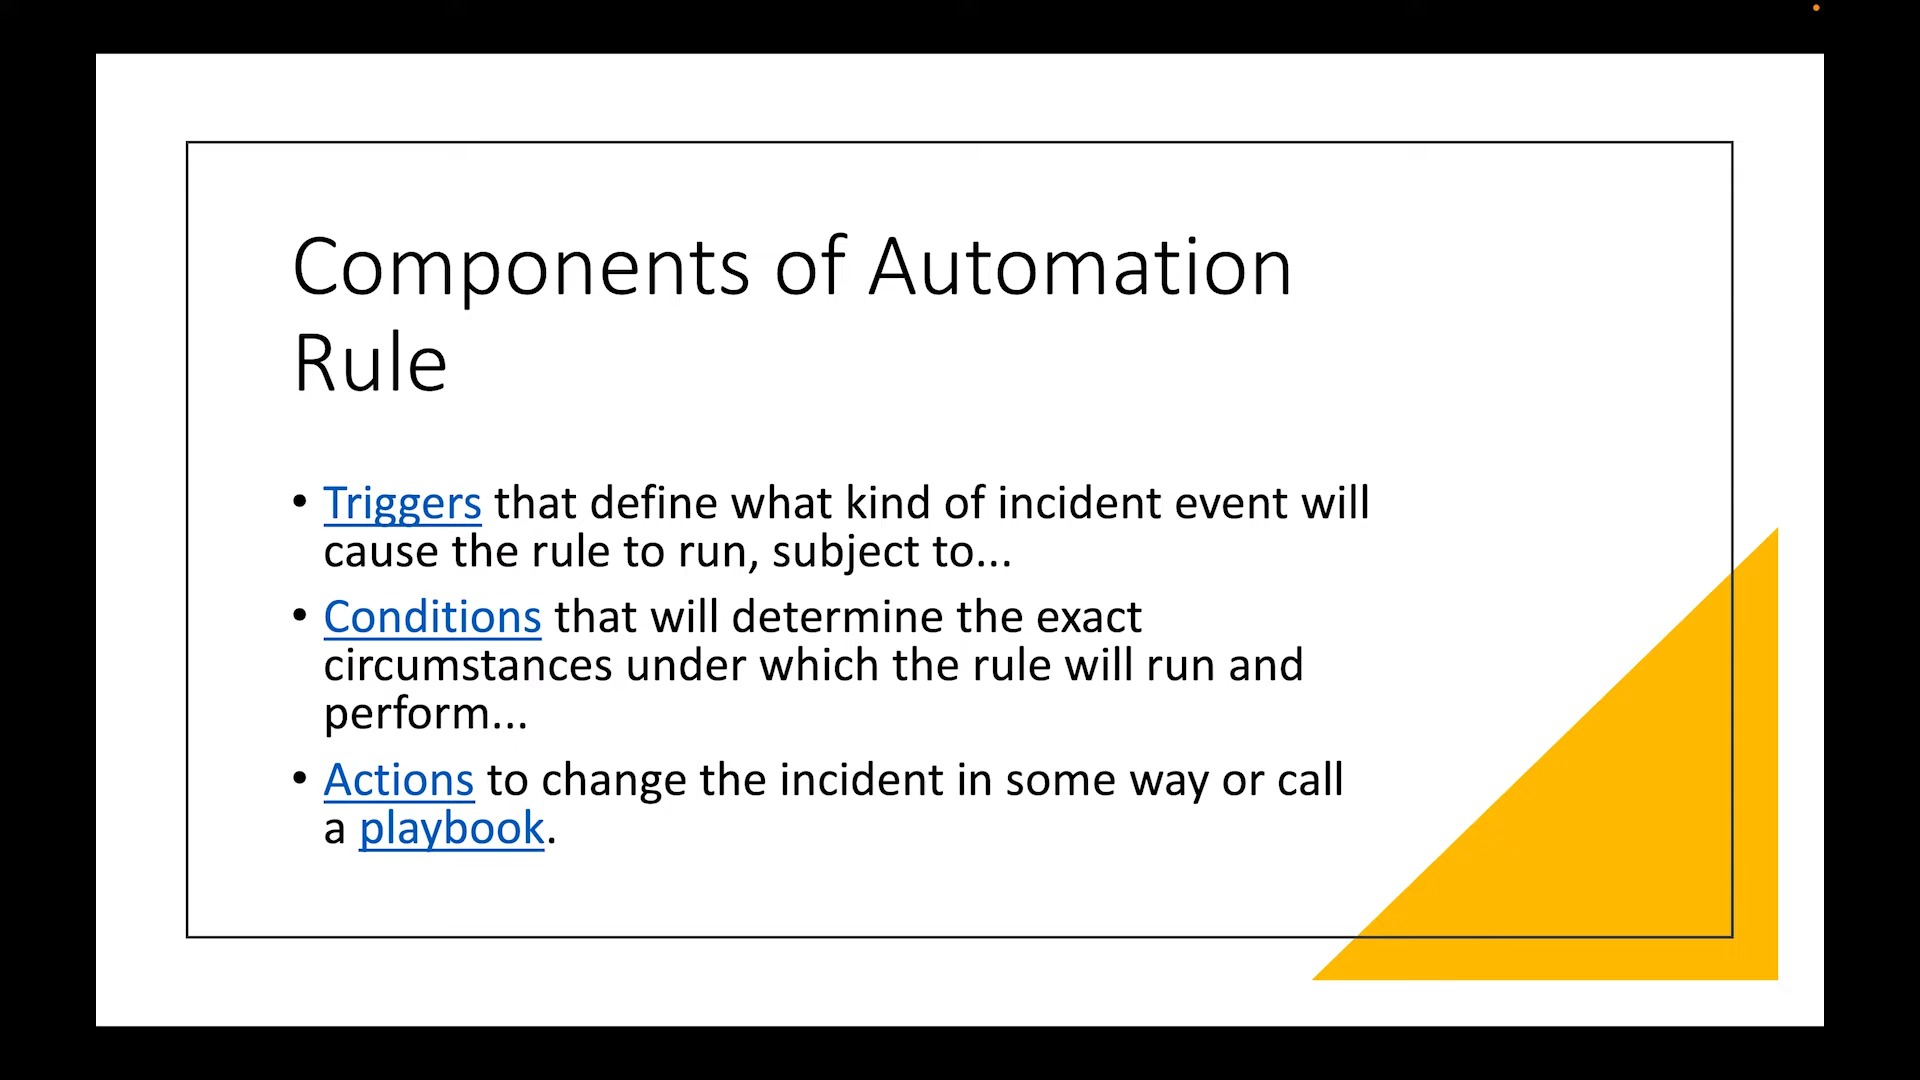 Components of Automation
Rule
• Triggers that define what kind of incident event will
cause the rule to run, subject to...
• Conditions that will determine the exact
circumstances under which the rule will run and
perform...
• Actions to change the incident in some way or call
a playbook.